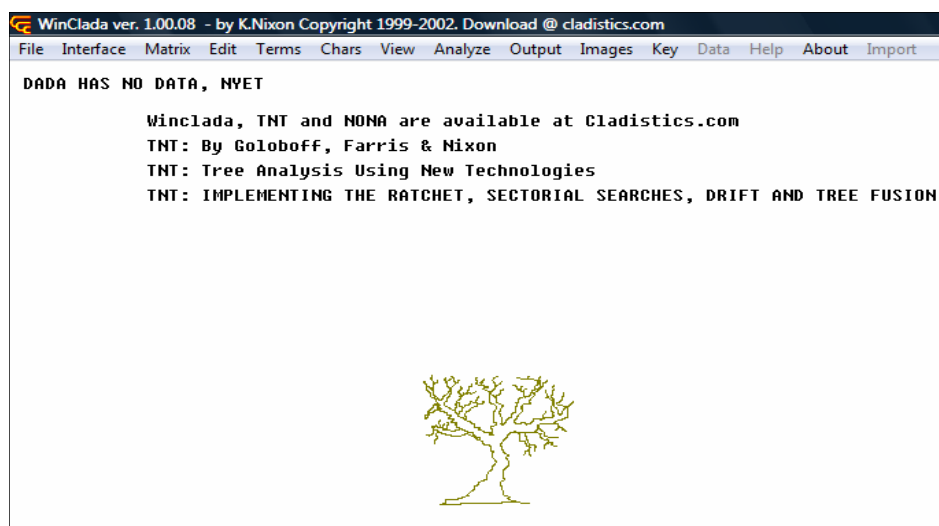 WinClada ver. 1.00.08 - by K.Nixon Copyright 1999-2002. Download @ cladistics.com
File Interface Matrix Edit Terms Chars View Analyze Output Images Key Data Help About Import
DADA HAS NO DATA, NYET
Winclada, TNT and NONA are available at Cladistics.com
TNT: By Goloboff, Farris & Nixon
TNT: Tree Analysis Using New Technologies
TNT: IMPLEMENTING THE RATCHET, SECTORIAL SEARCHES, DRIFT AND TREE FUSION